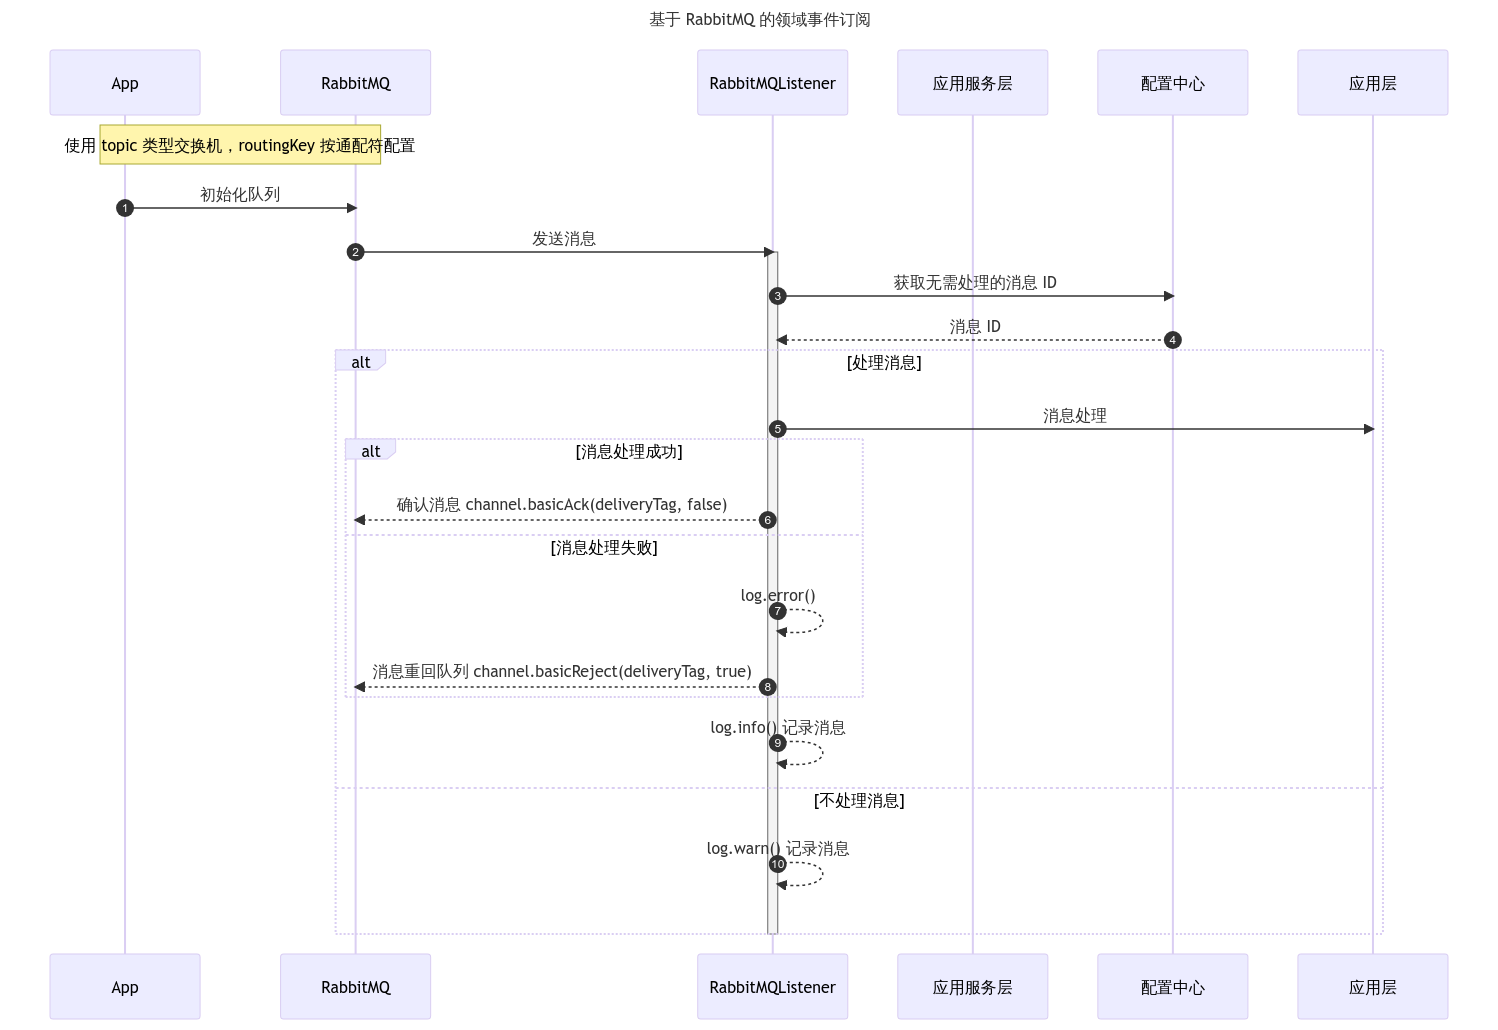 基于 RabbitMQ 的领域事件订阅
App
RabbitMQ
RabbitMQListener
应用服务层
配置中心
应用层
使用 topic 类型交换机，routingKey 按通配符配置
初始化队列
1
发送消息
2
获取无需处理的消息 ID
3
消息 ID
4
alt
[处理消息]
消息处理
5
alt
[消息处理成功]
确认消息 channel.basicAck(deliveryTag, false)
6
[消息处理失败]
log.error()
7
消息重回队列 channel.basicReject(deliveryTag, true)
8
log.info() 记录消息
9
[不处理消息]
log.warn() 记录消息
10
App
RabbitMQ
RabbitMQListener
应用服务层
配置中心
应用层